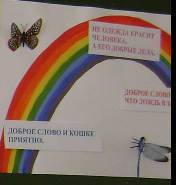 НЕ ОДЕЖДА КРАСИТ
ЧЕЛОВЕКА,
А ЕГО ДОБРЫЕ ДЕЛА.
ДОБРОЕ СЛОВО
ЧТО ДОЖДЬ В
ДОБРОЕ СЛОВО И КОШКЕ
ПРИЯТНО.